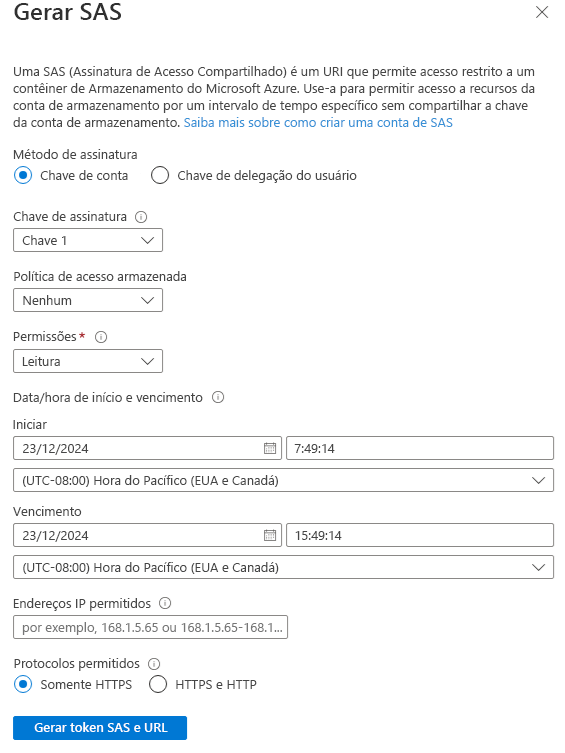 Gerar SAS
Uma SAS (Assinatura de Acesso Compartilhado) é um URI que permite acesso restrito a um
contêiner de Armazenamento do Microsoft Azure. Use-a para permitir acesso a recursos da
conta de armazenamento por um intervalo de tempo específico sem compartilhar a chave
da conta de armazenamento. Saiba mais sobre como criar uma conta de SAS
Método de assinatura
Chave de conta Chave de delegação do usuário
Chave de assinatura
Chave 1
Política de acesso armazenada
Nenhum
Permissões*
Leitura
Data/hora de início e vencimento
Iniciar
23/12/2024 7:49:14
(UTC-08:00) Hora do Pacífico (EUA e Canadá)
Vencimento
23/12/2024 15:49:14
(UTC-08:00) Hora do Pacífico (EUA e Canadá)
Endereços IP permitidos
por exemplo, 168.1.5.65 ou 168.1.5.65-168.1...
Protocolos permitidos
Somente HTTPS HTTPS e HTTP
Gerar token SAS e URL